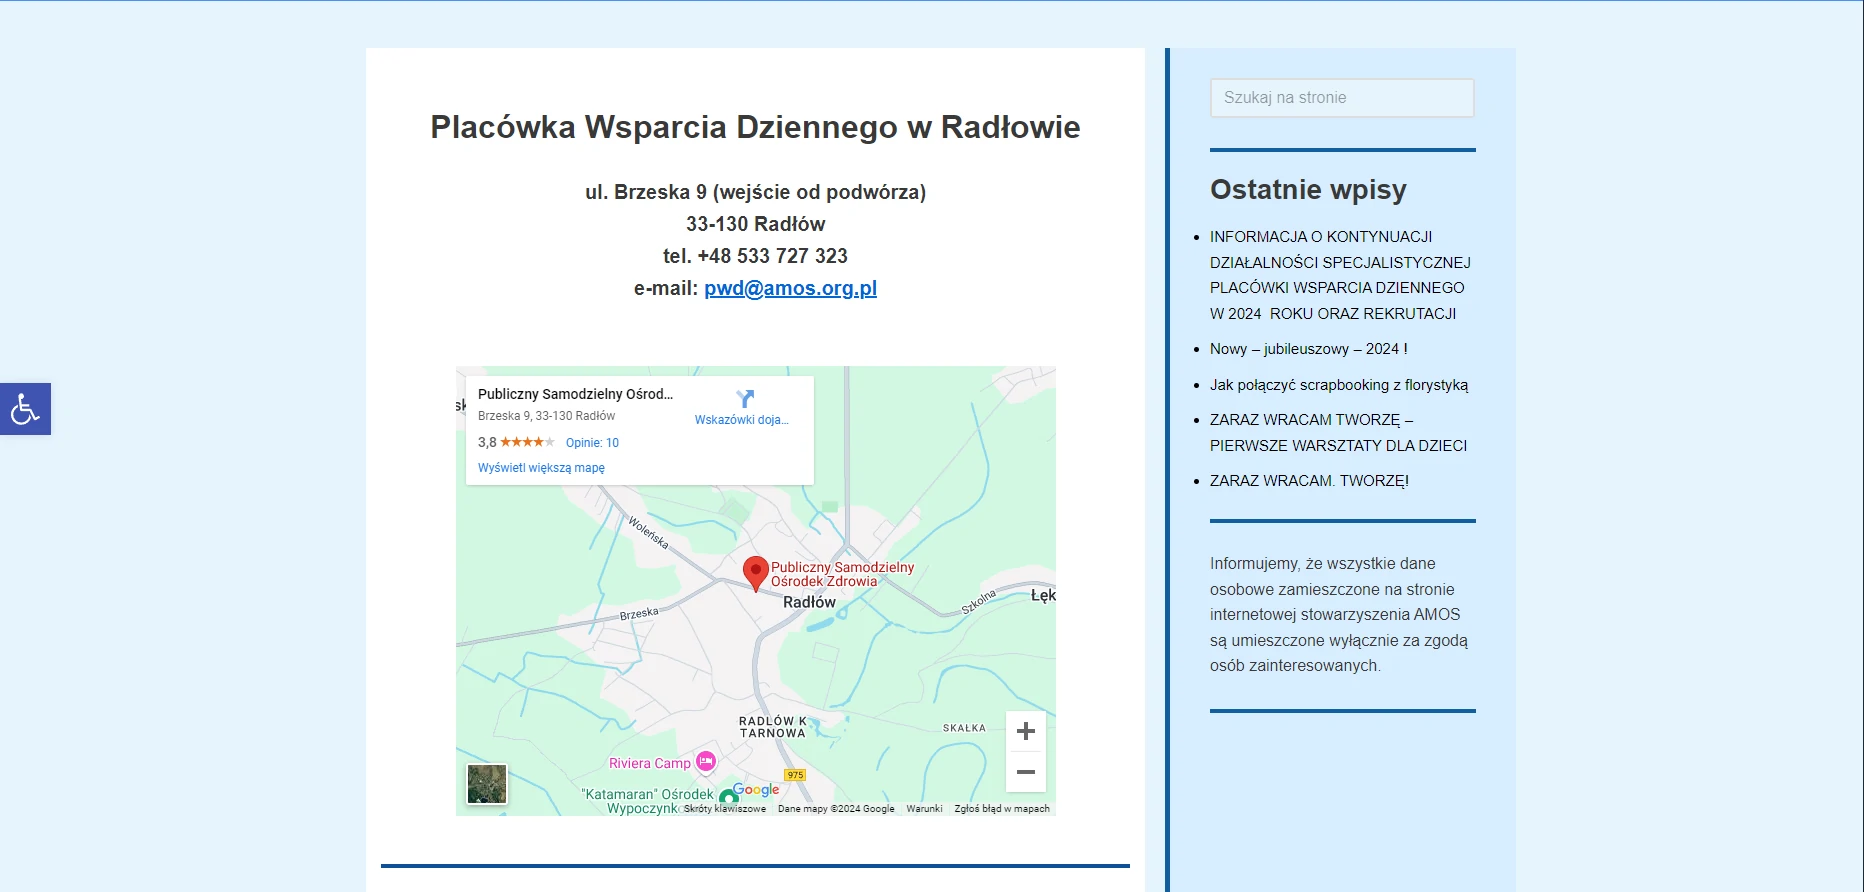 Placówka Wsparcia Dziennego w Radłowie
ul. Brzeska 9 (wejście od podwórza)
33-130 Radłów
tel. +48 533 727 323
e-mail: pwd@amos.org.pl
Publiczny Samodzielny Ośrod...
Brzeska 9, 33-130 Radłów
3,8
Opinie: 10
Wyświetl większą mapę
Wskazówki doja...
Woleńska
Publiczny Samodzielny
Ośrodek Zdrowia
Radłów
Brzeska
Szkolna
Łęk
RADLÓW K
TARNOWA
SKAŁKA
Riviera Camp
975
"Katamaran" Ośrodek
Wypoczynk
Google
Skróty klawiszowe
Dane mapy ©2024 Google
Warunki
Zgłoś błąd w mapach
Szukaj na stronie
Ostatnie wpisy
INFORMACJA O KONTYNUACJI
DZIAŁALNOŚCI SPECJALISTYCZNEJ
PLACÓWKI WSPARCIA DZIENNEGO
W 2024 ROKU ORAZ REKRUTACJI
Nowy – jubileuszowy – 2024 !
Jak połączyć scrapbooking z florystyką
ZARAZ WRACAM TWORZĘ –
PIERWSZE WARSZTATY DLA DZIECI
ZARAZ WRACAM. TWORZĘ!
Informujemy, że wszystkie dane
osobowe zamieszczone na stronie
internetowej stowarzyszenia AMOS
są umieszczone wyłącznie za zgodą
osób zainteresowanych.